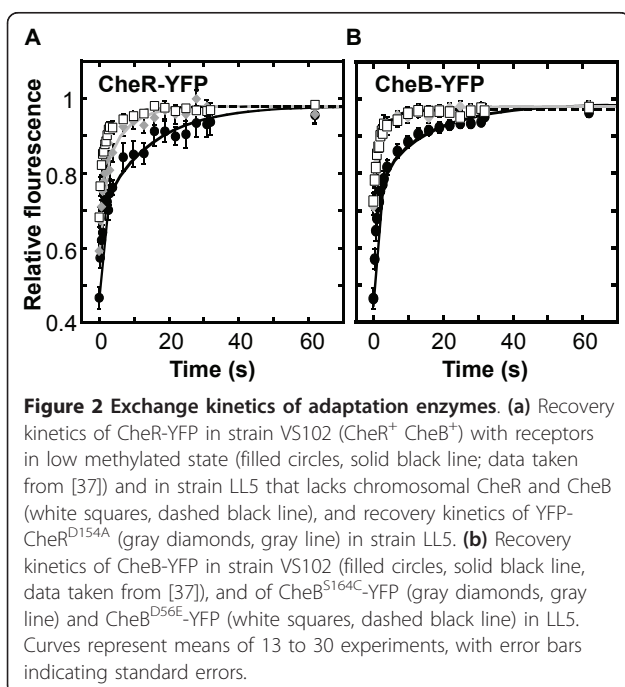 A
B
CheR-YFP
CheB-YFP
Relative flourescence
1
0.8
0.6
0.4
0 20 40 60
0 20 40 60
Time (s)
Time (s)
Figure 2 Exchange kinetics of adaptation enzymes. (a) Recovery
kinetics of CheR-YFP in strain VS102 (CheR⁺ CheB⁺) with receptors
in low methylated state (filled circles, solid black line; data taken
from [37]) and in strain LL5 that lacks chromosomal CheR and CheB
(white squares, dashed black line), and recovery kinetics of YFP-
CheR^D154A (gray diamonds, gray line) in strain LL5. (b) Recovery
kinetics of CheB-YFP in strain VS102 (filled circles, solid black line,
data taken from [37]), and of CheB^S164C-YFP (gray diamonds, gray
line) and CheB^D56E-YFP (white squares, dashed black line) in LL5.
Curves represent means of 13 to 30 experiments, with error bars
indicating standard errors.